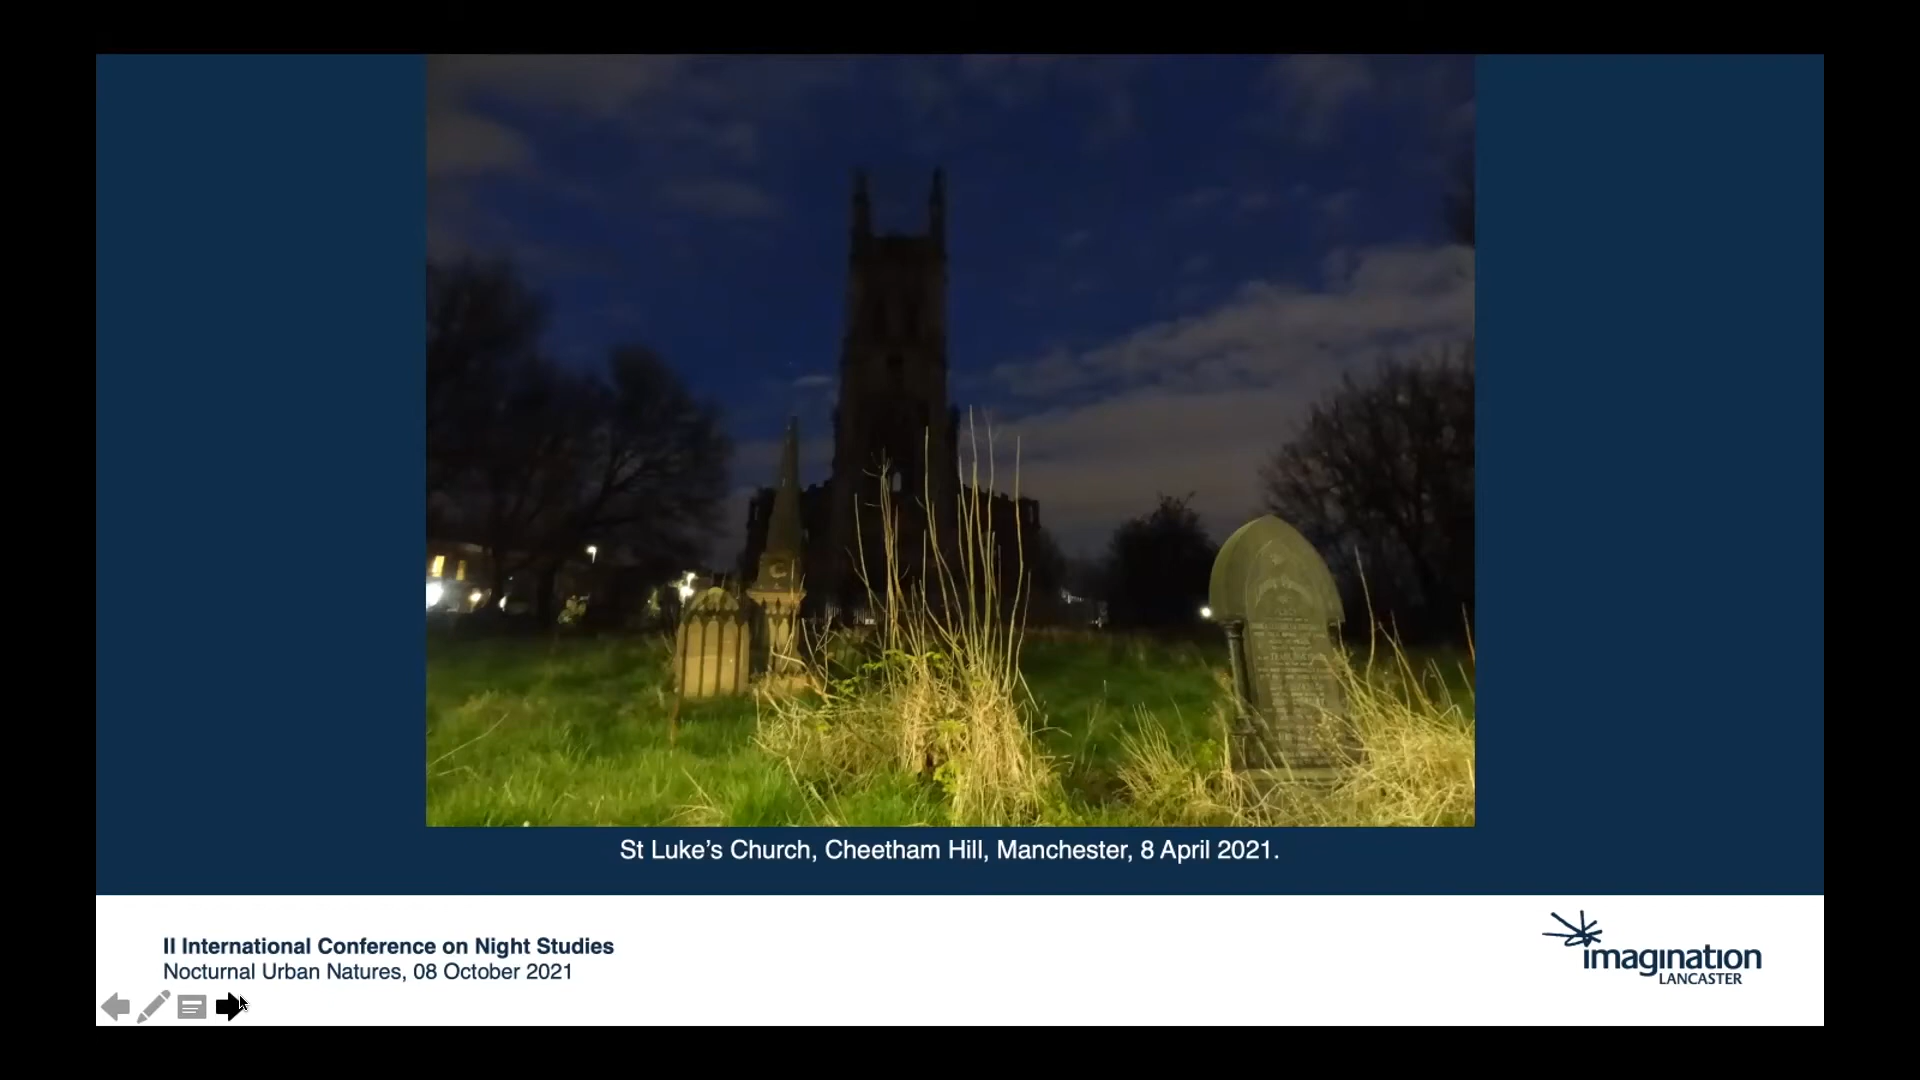 St Luke’s Church, Cheetham Hill, Manchester, 8 April 2021.
II International Conference on Night Studies
Nocturnal Urban Natures, 08 October 2021
imagination
LANCASTER